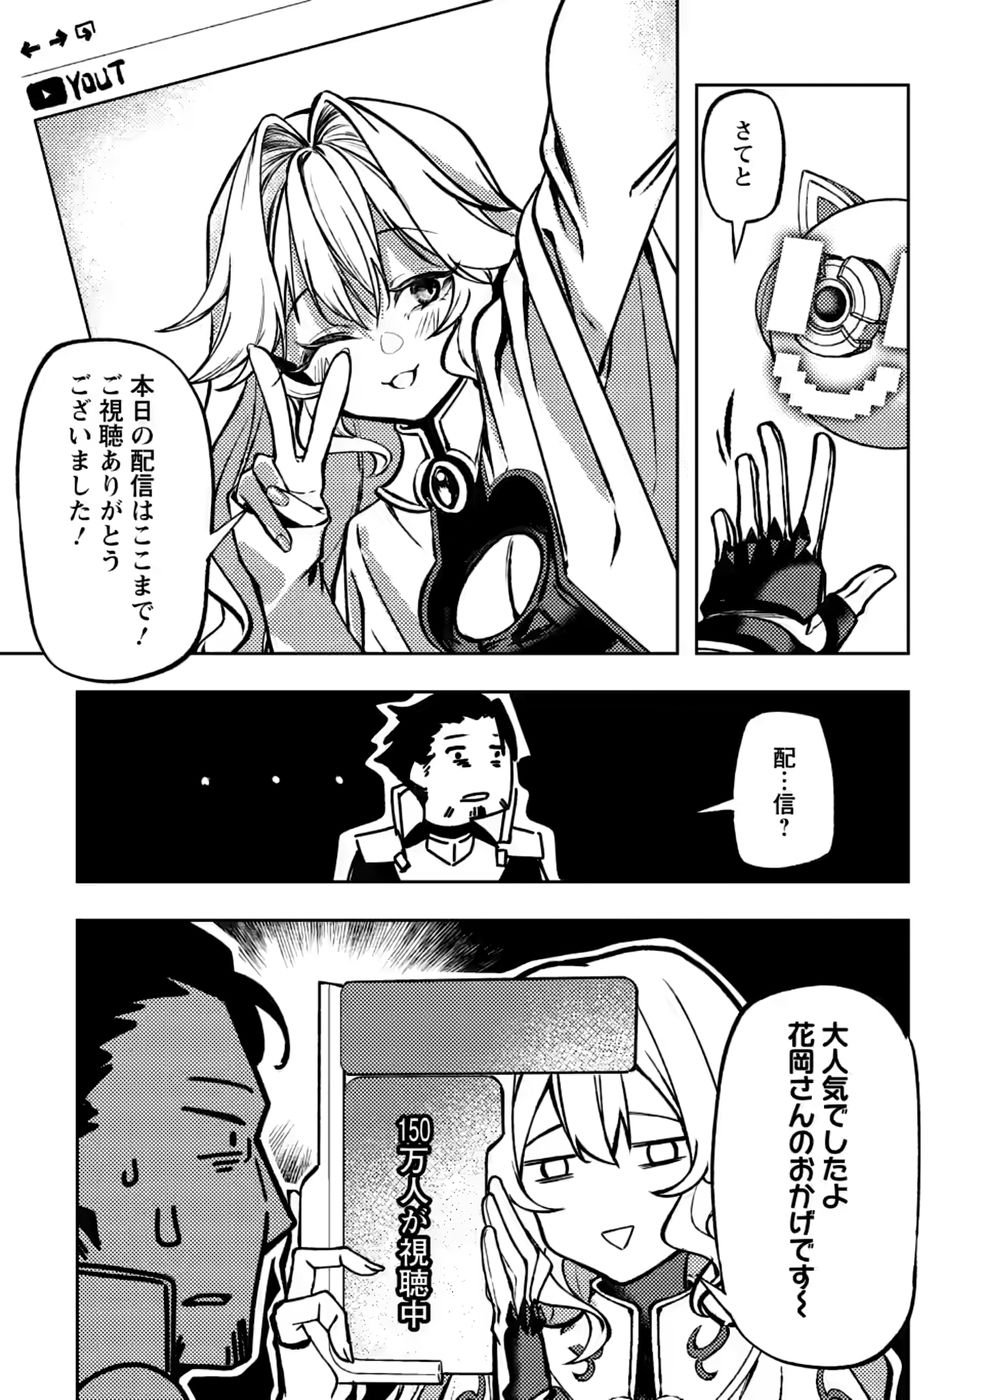 さてと
YouT
本日の配信はここまで！
ご視聴ありがとう
ございました！
配…信？
大人気でしたよ
花岡さんのおかげです～
150万人が視聴中